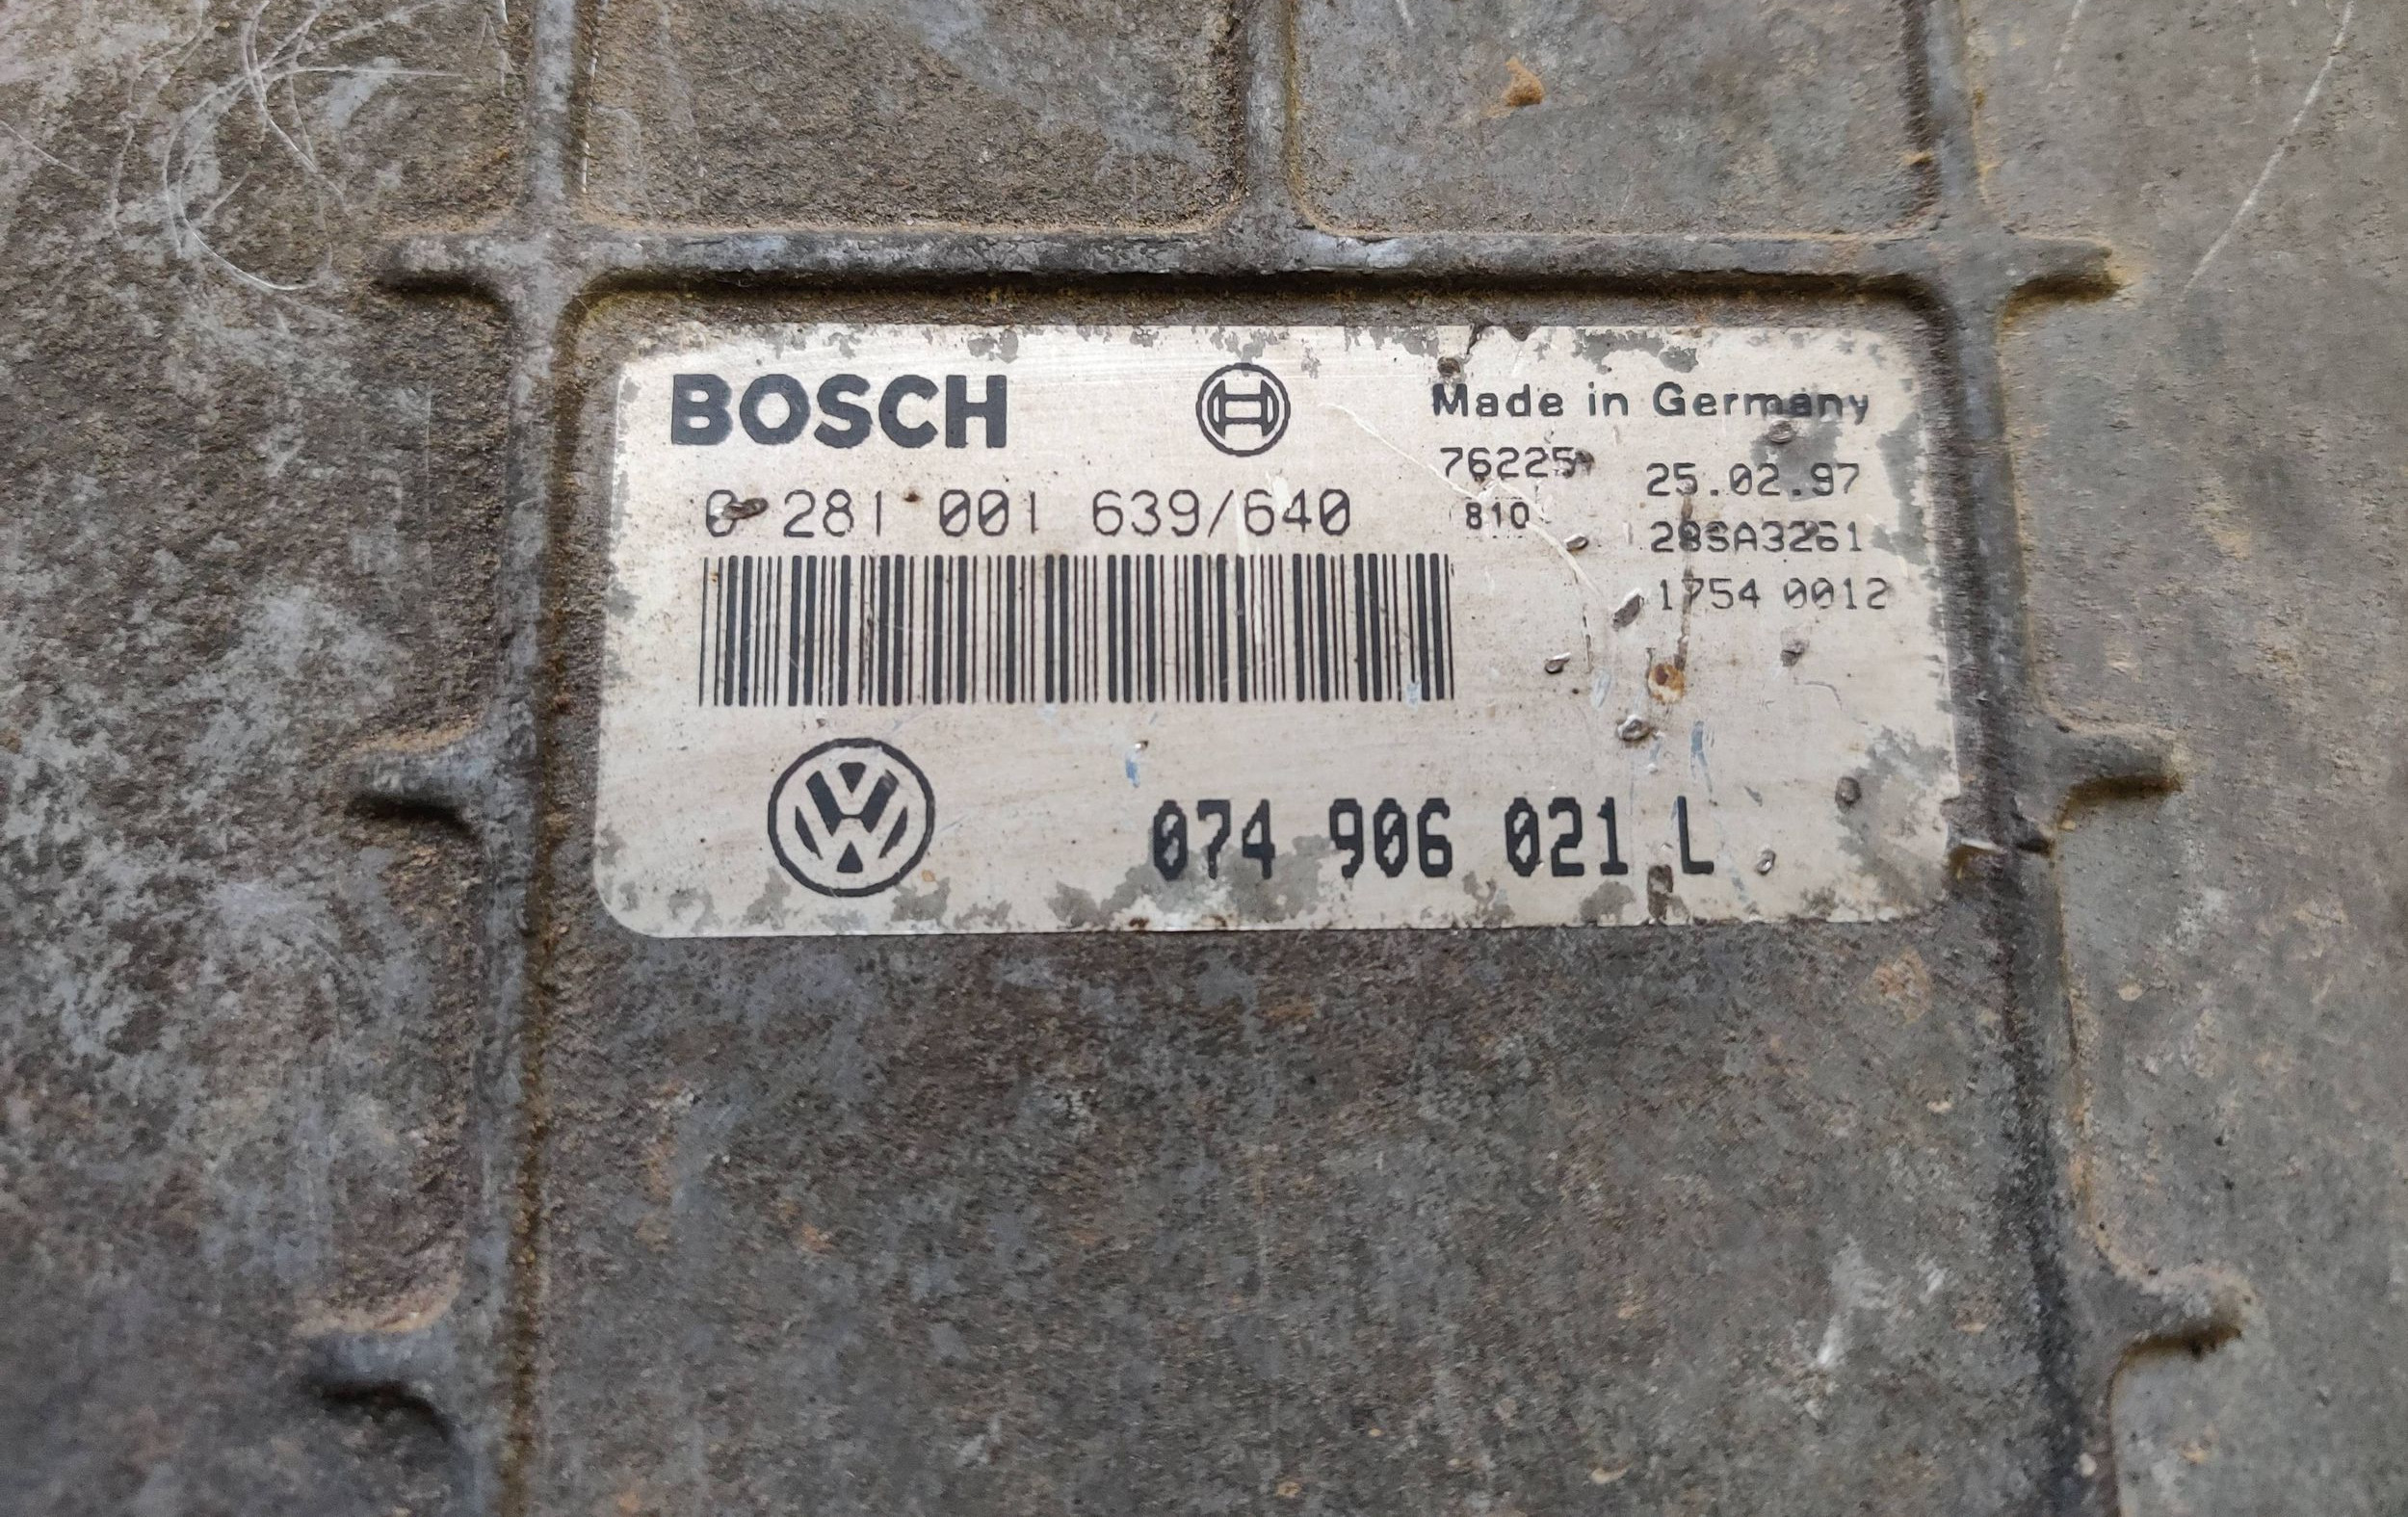 BOSCH
Made in Germany
76225
25.02.97
0 281 001 639/640
810
28SA3261
1754 0012
074 906 021 L